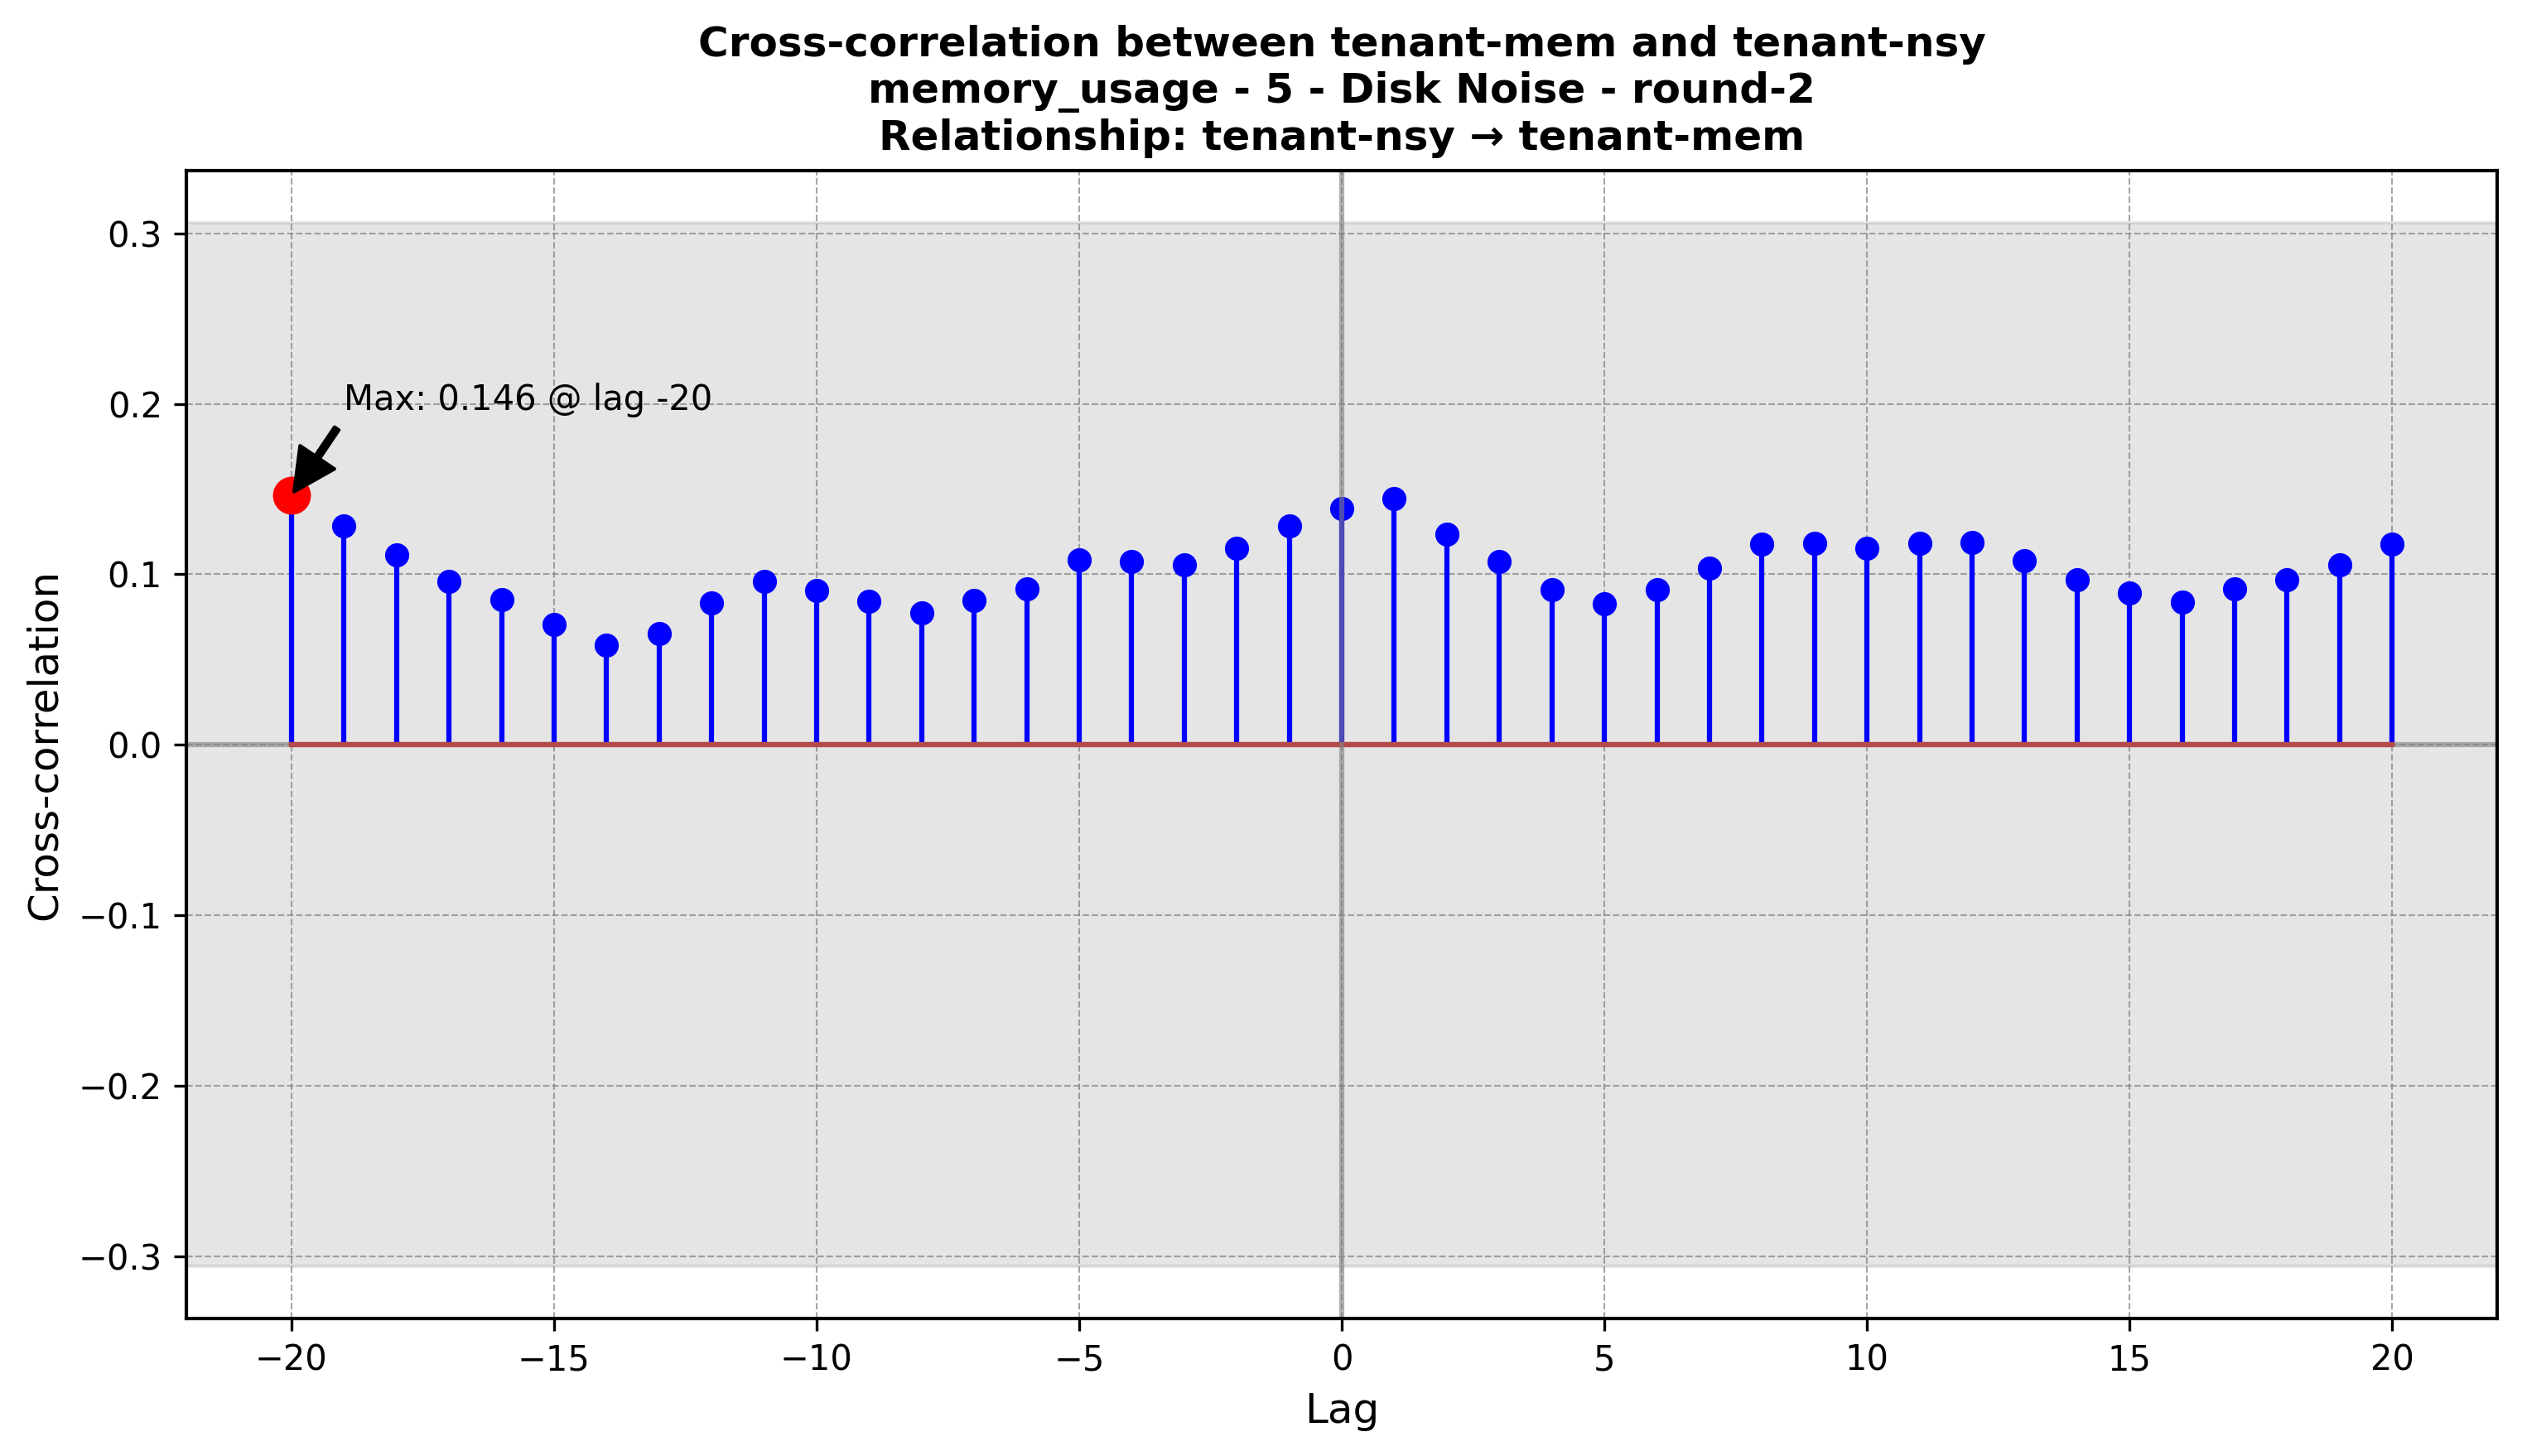 Cross-correlation between tenant-mem and tenant-nsy
memory_usage - 5 - Disk Noise - round-2
Relationship: tenant-nsy → tenant-mem
Cross-correlation
0.3
0.2
0.1
0.0
−0.1
−0.2
−0.3
Max: 0.146 @ lag -20
−20
−15
−10
−5
0
5
10
15
20
Lag